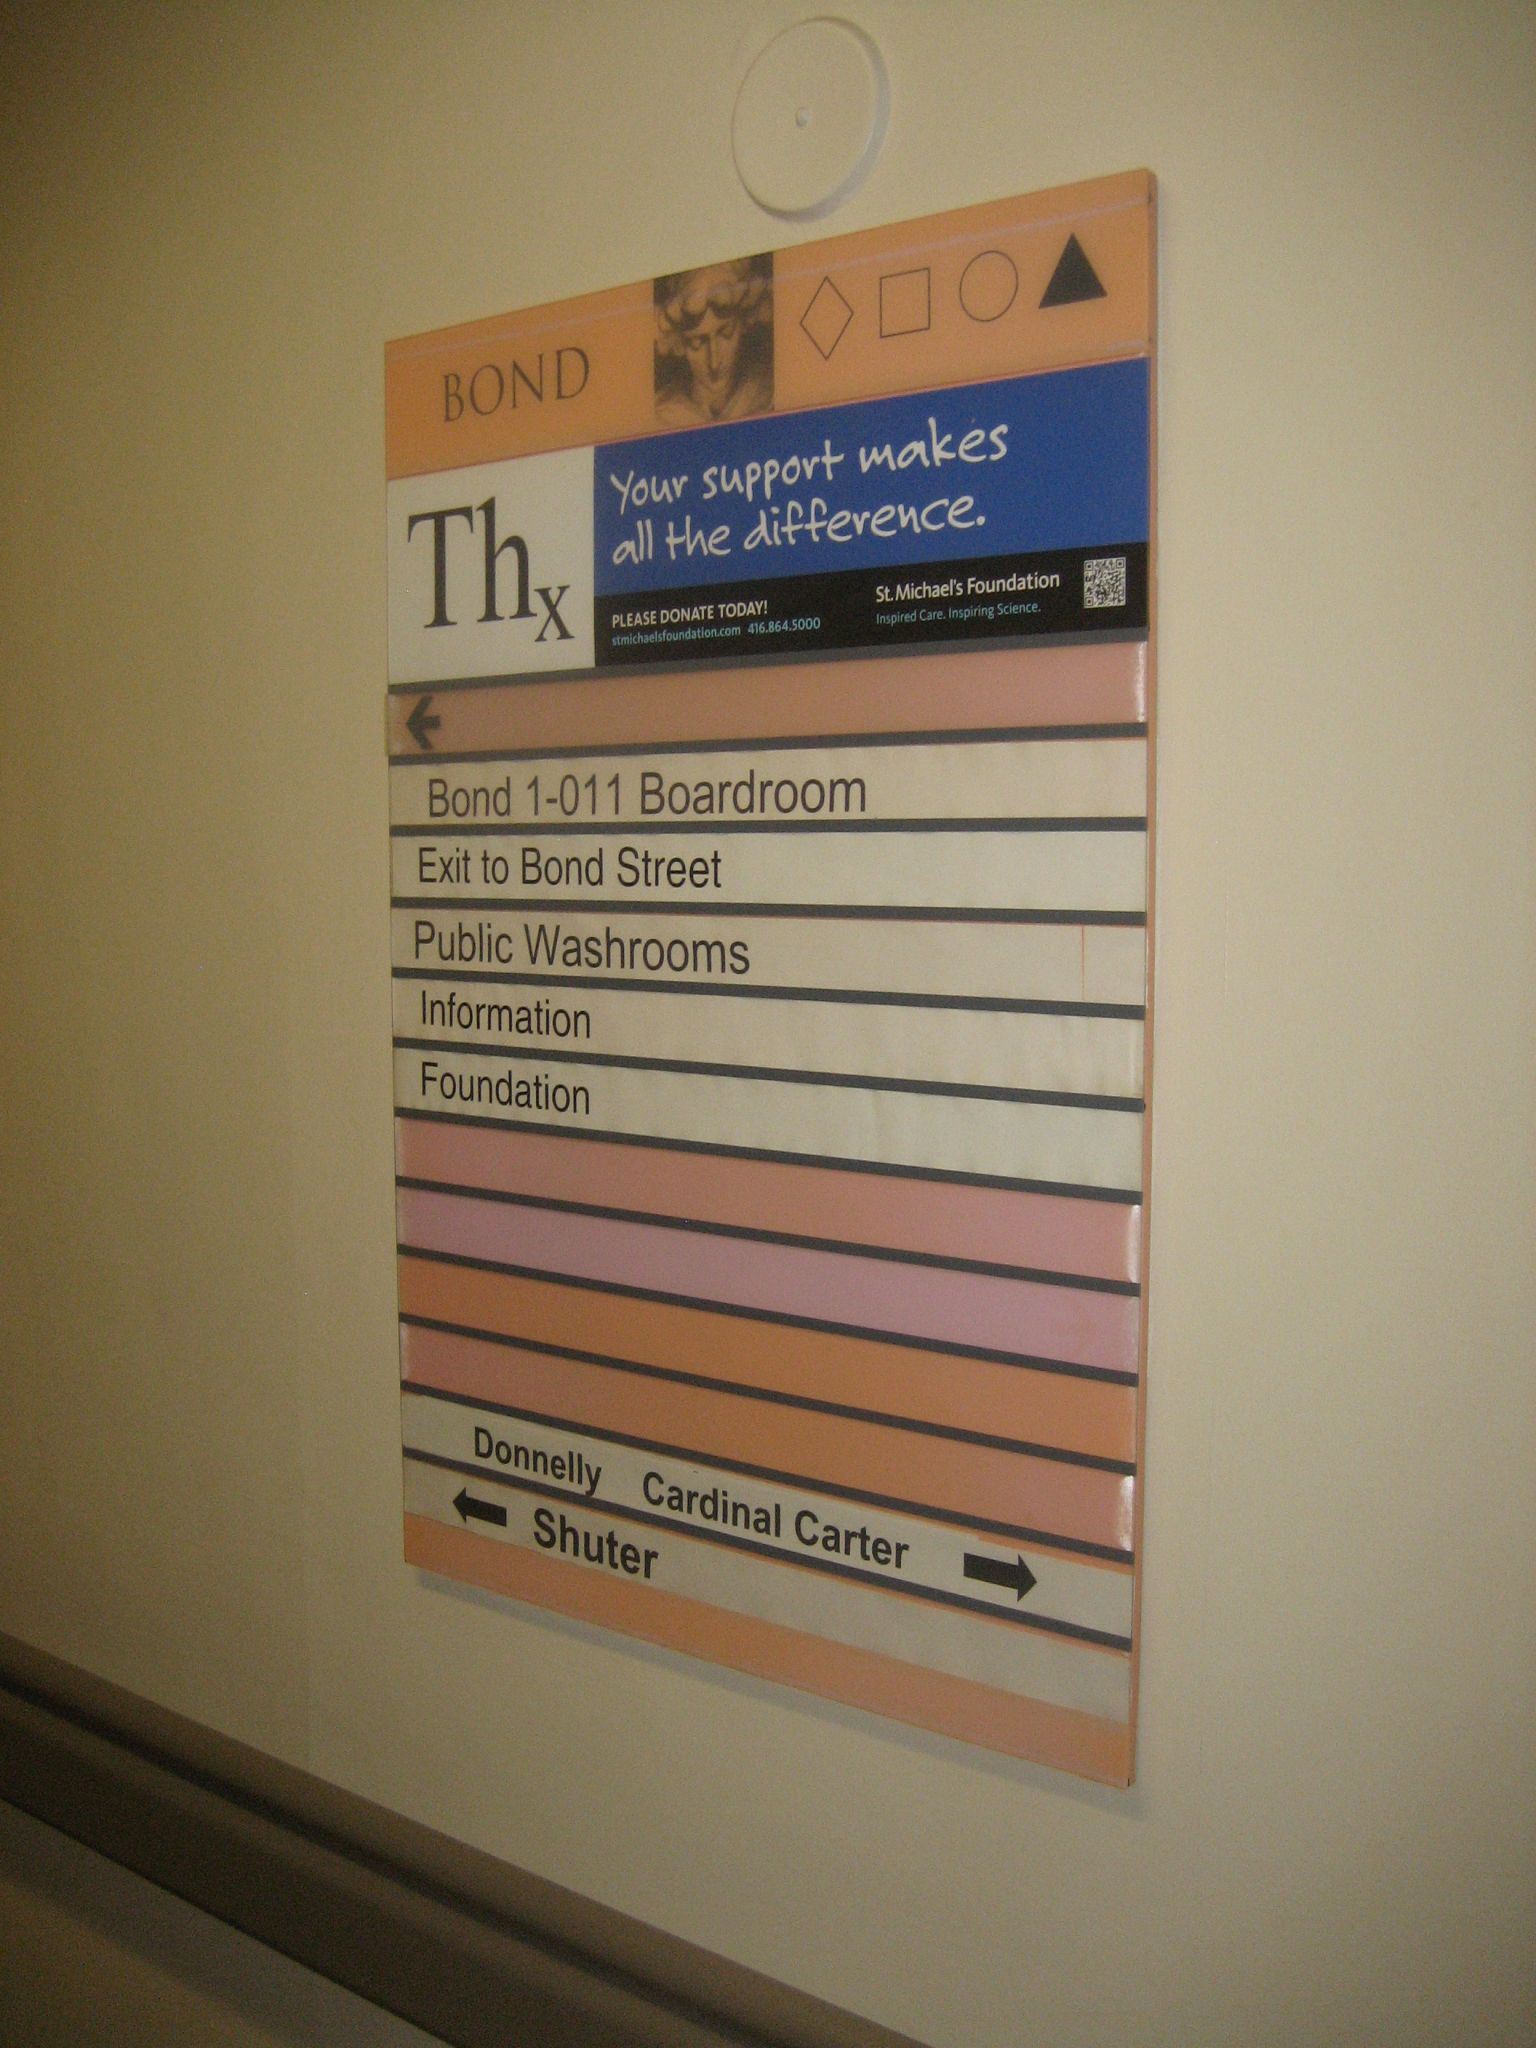 BOND
Thx
Your support makes
all the difference.
PLEASE DONATE TODAY!
stmichaelsfoundation.com 416.864.5000
St. Michael's Foundation
Inspired Care. Inspiring Science.
Bond 1-011 Boardroom
Exit to Bond Street
Public Washrooms
Information
Foundation
Donnelly Cardinal Carter
Shuter